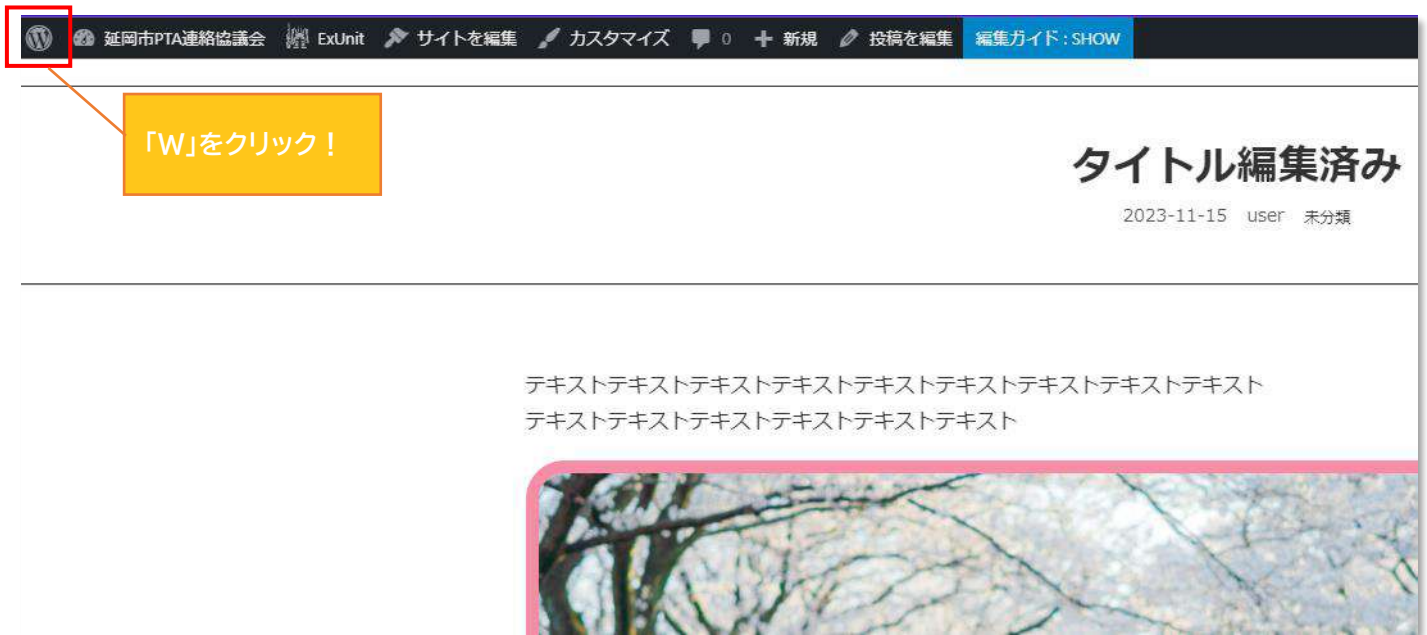 延岡市PTA連絡協議会 ExUnit サイトを編集 カスタマイズ 0 新規 投稿を編集 編集ガイド : SHOW
「W」をクリック！
タイトル編集済み
2023-11-15 user 未分類
テキストテキストテキストテキストテキストテキストテキストテキストテキスト
テキストテキストテキストテキストテキストテキスト